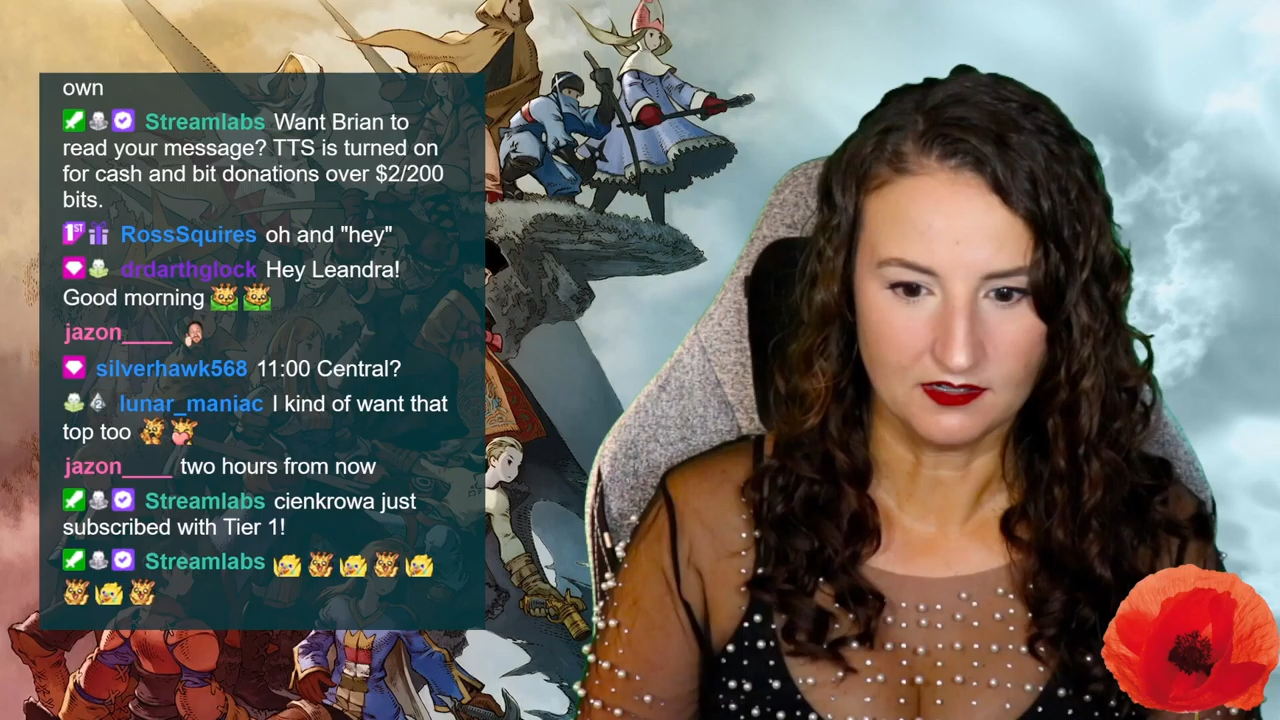 own
Streamlabs Want Brian to
read your message? TTS is turned on
for cash and bit donations over $2/200
bits.
1ST RossSquires oh and "hey"
drdarthglock Hey Leandra!
Good morning
jazon____
silverhawk568 11:00 Central?
2 lunar_maniac I kind of want that
top too
jazon____ two hours from now
Streamlabs cienkrowa just
subscribed with Tier 1!
Streamlabs